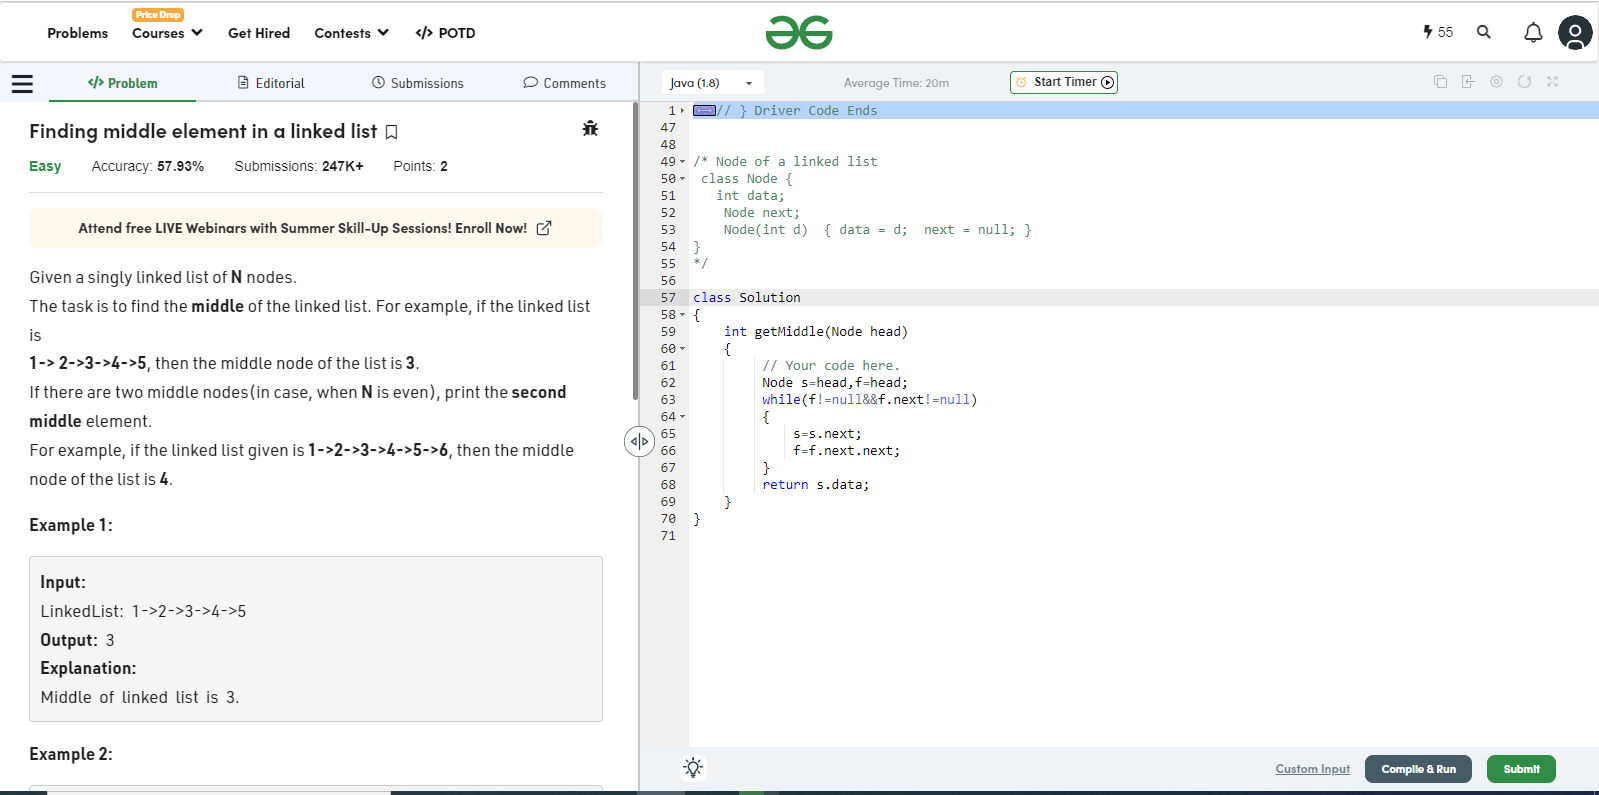 Price Drop
Problems Courses Get Hired Contests </> POTD 55
</> Problem Editorial Submissions Comments
Finding middle element in a linked list
Easy Accuracy: 57.93% Submissions: 247K+ Points: 2
Attend free LIVE Webinars with Summer Skill-Up Sessions! Enroll Now!
Given a singly linked list of N nodes.
The task is to find the middle of the linked list. For example, if the linked list
is
1-> 2->3->4->5, then the middle node of the list is 3.
If there are two middle nodes(in case, when N is even), print the second
middle element.
For example, if the linked list given is 1->2->3->4->5->6, then the middle
node of the list is 4.
Example 1:
Input:
LinkedList: 1->2->3->4->5
Output: 3
Explanation:
Middle of linked list is 3.
Example 2:
Java (1.8) Average Time: 20m Start Timer
1 // } Driver Code Ends
47
48
49 /* Node of a linked list
50 class Node {
51 int data;
52 Node next;
53 Node(int d) { data = d; next = null; }
54 }
55 */
56
57 class Solution
58 {
59 int getMiddle(Node head)
60 {
61 // Your code here.
62 Node s=head,f=head;
63 while(f!=null&&f.next!=null)
64 {
65 s=s.next;
66 f=f.next.next;
67 }
68 return s.data;
69 }
70 }
71
Custom Input Compile & Run Submit